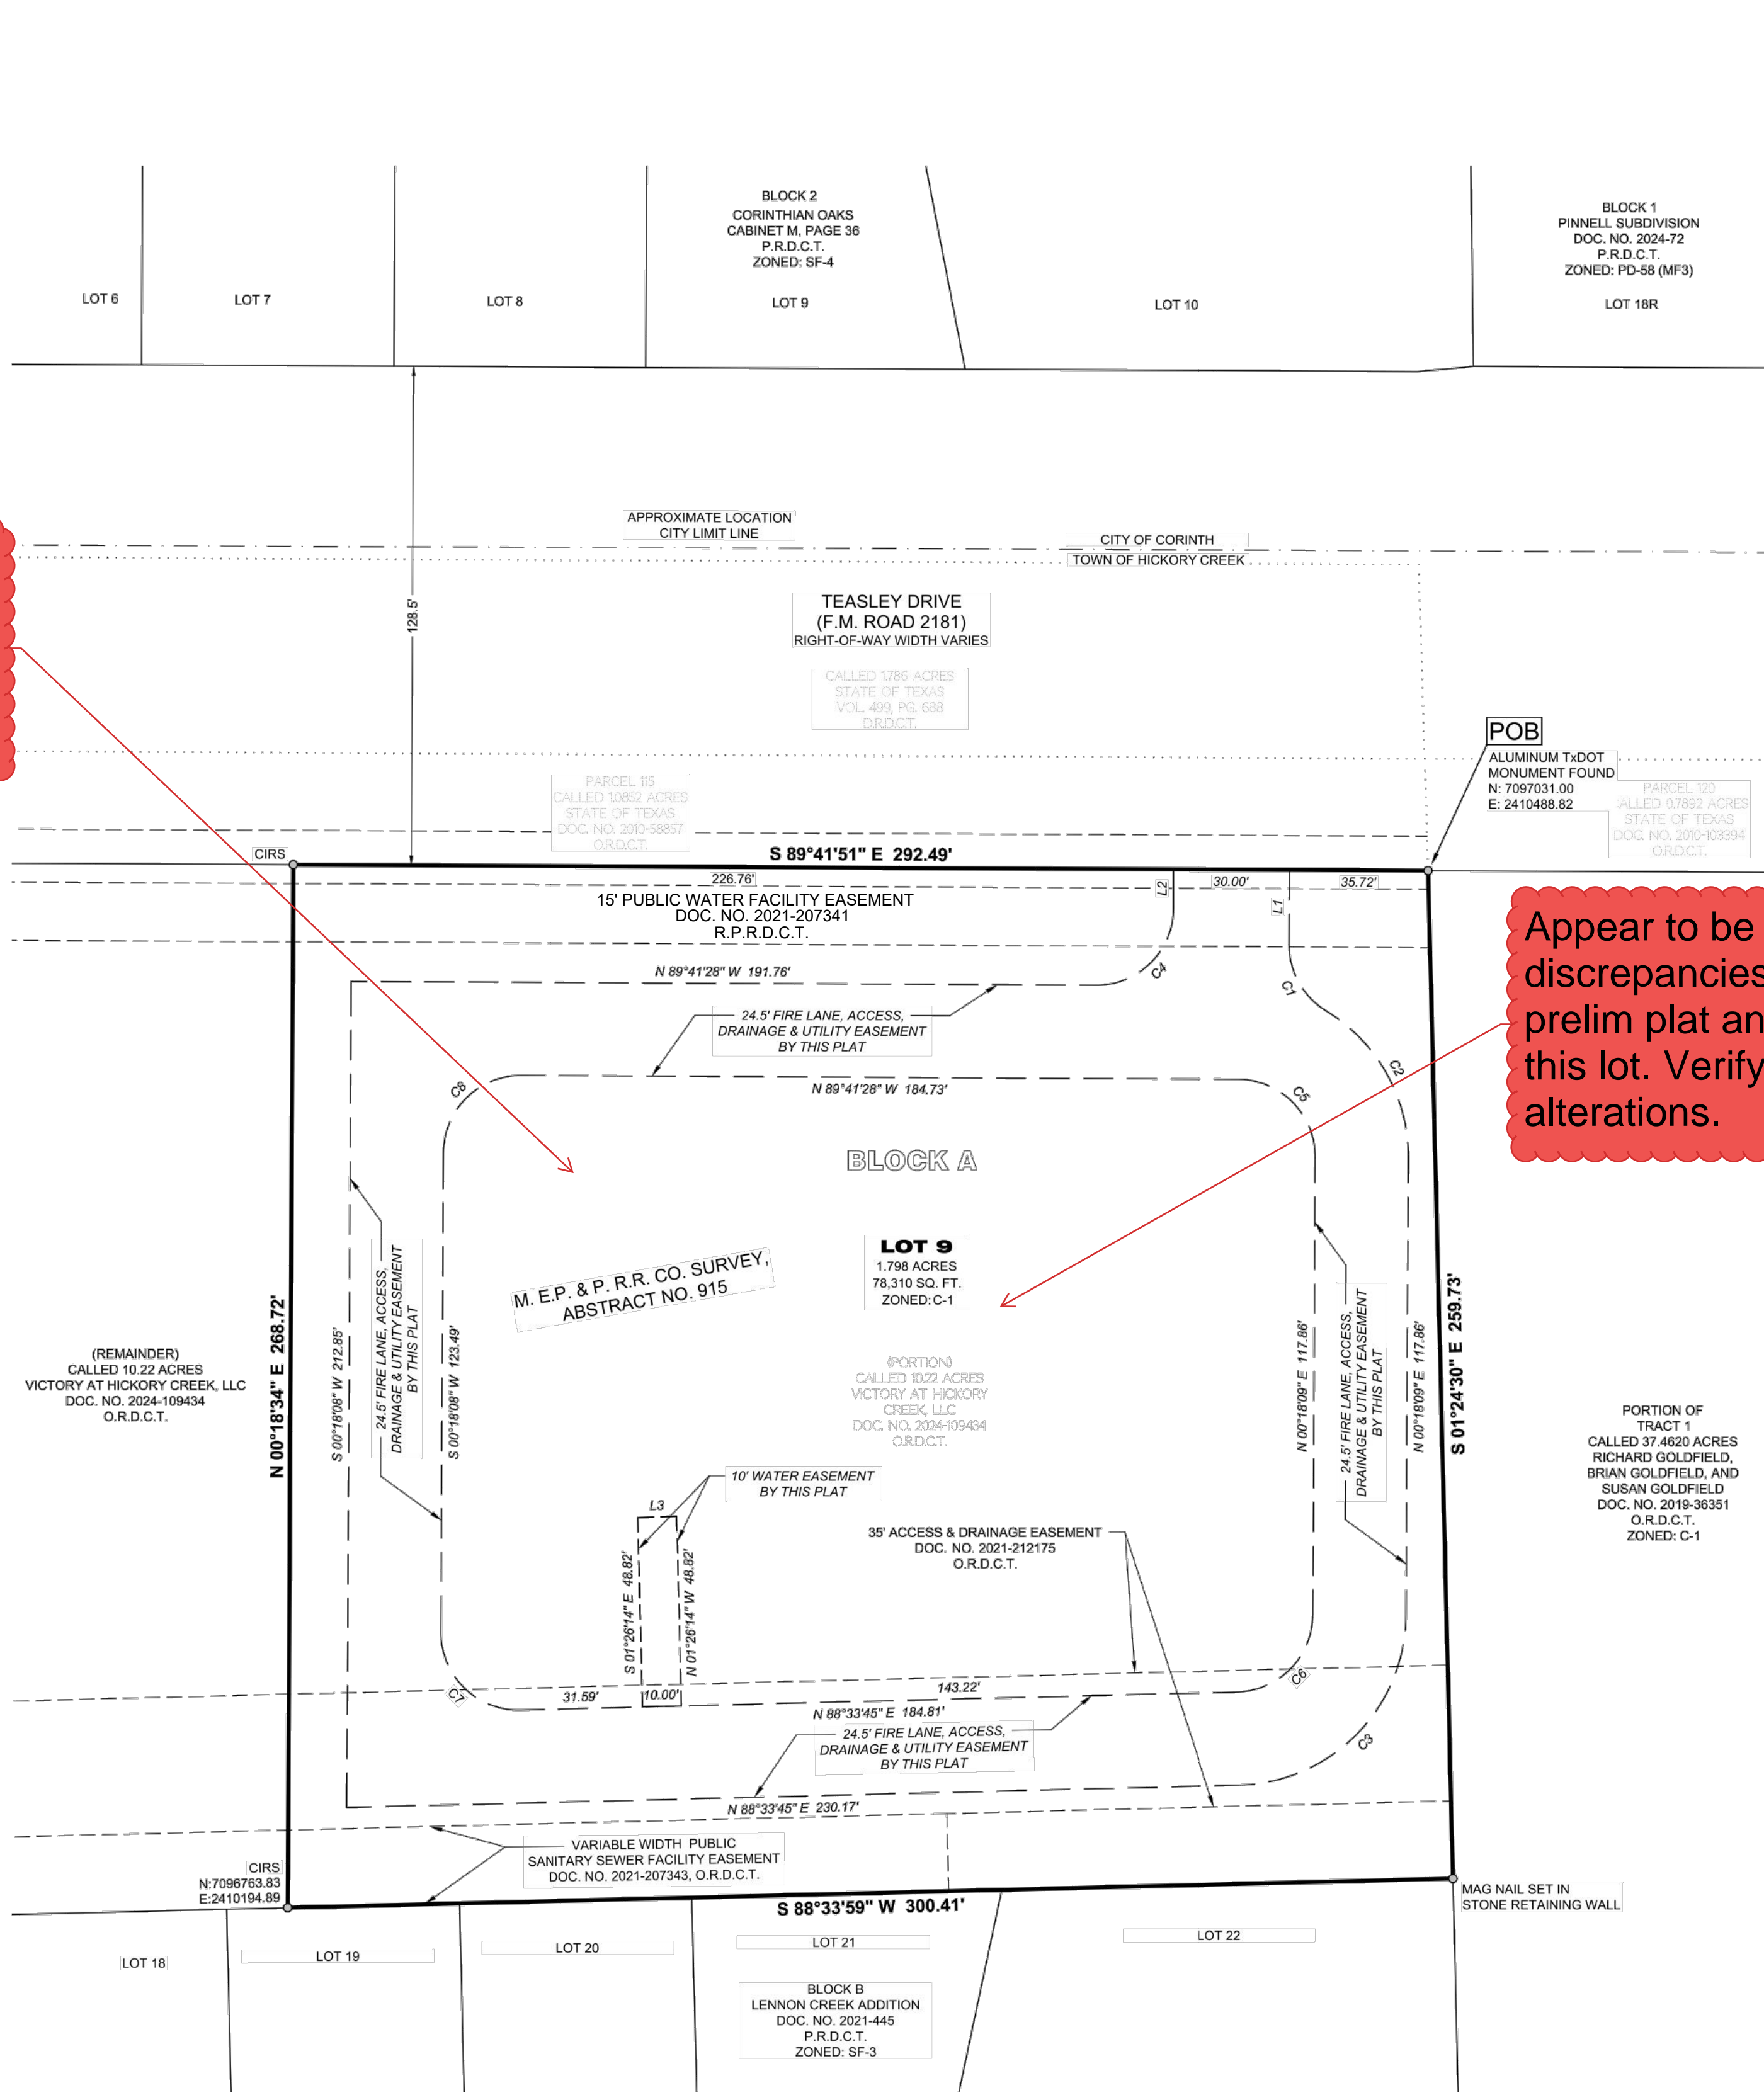 BLOCK 2
CORINTHIAN OAKS
CABINET M, PAGE 36
P.R.D.C.T.
ZONED: SF-4
BLOCK 1
PINNELL SUBDIVISION
DOC. NO. 2024-72
P.R.D.C.T.
ZONED: PD-58 (MF3)
LOT 6
LOT 7
LOT 8
LOT 9
LOT 10
LOT 18R
APPROXIMATE LOCATION
CITY LIMIT LINE
CITY OF CORINTH
TOWN OF HICKORY CREEK
128.5'
TEASLEY DRIVE
(F.M. ROAD 2181)
RIGHT-OF-WAY WIDTH VARIES
CALLED 1.786 ACRES
STATE OF TEXAS
VOL. 499, PG. 688
D.R.D.C.T.
POB
ALUMINUM TxDOT
MONUMENT FOUND
N: 7097031.00
E: 2410488.82
PARCEL 115
CALLED 1.0852 ACRES
STATE OF TEXAS
DOC. NO. 2010-58857
O.R.D.C.T.
PARCEL 120
CALLED 0.7892 ACRES
STATE OF TEXAS
DOC. NO. 2010-103394
O.R.D.C.T.
CIRS
S 89°41'51" E 292.49'
226.76'
L2
30.00'
L1
35.72'
15' PUBLIC WATER FACILITY EASEMENT
DOC. NO. 2021-207341
R.P.R.D.C.T.
Appear to be
discrepancies
prelim plat an
this lot. Verify
alterations.
N 89°41'28" W 191.76'
C4
C1
24.5' FIRE LANE, ACCESS,
DRAINAGE & UTILITY EASEMENT
BY THIS PLAT
C8
N 89°41'28" W 184.73'
C5
C2
BLOCK A
LOT 9
1.798 ACRES
78,310 SQ. FT.
ZONED: C-1
M. E.P. & P. R.R. CO. SURVEY,
ABSTRACT NO. 915
(REMAINDER)
CALLED 10.22 ACRES
VICTORY AT HICKORY CREEK, LLC
DOC. NO. 2024-109434
O.R.D.C.T.
N 00°18'34" E 268.72'
S 00°18'08" W 212.85'
24.5' FIRE LANE, ACCESS,
DRAINAGE & UTILITY EASEMENT
BY THIS PLAT
S 00°18'08" W 123.49'
(PORTION)
CALLED 10.22 ACRES
VICTORY AT HICKORY
CREEK, LLC
DOC. NO. 2024-109434
O.R.D.C.T.
N 00°18'09" E 117.86'
24.5' FIRE LANE, ACCESS,
DRAINAGE & UTILITY EASEMENT
BY THIS PLAT
N 00°18'09" E 117.86'
S 01°24'30" E 259.73'
PORTION OF
TRACT 1
CALLED 37.4620 ACRES
RICHARD GOLDFIELD,
BRIAN GOLDFIELD, AND
SUSAN GOLDFIELD
DOC. NO. 2019-36351
O.R.D.C.T.
ZONED: C-1
10' WATER EASEMENT
BY THIS PLAT
L3
S 01°26'14" E 48.82'
N 01°26'14" W 48.82'
35' ACCESS & DRAINAGE EASEMENT
DOC. NO. 2021-212175
O.R.D.C.T.
C7
31.59'
10.00'
143.22'
C6
N 88°33'45" E 184.81'
24.5' FIRE LANE, ACCESS,
DRAINAGE & UTILITY EASEMENT
BY THIS PLAT
C3
N 88°33'45" E 230.17'
VARIABLE WIDTH PUBLIC
SANITARY SEWER FACILITY EASEMENT
DOC. NO. 2021-207343, O.R.D.C.T.
CIRS
N:7096763.83
E:2410194.89
S 88°33'59" W 300.41'
MAG NAIL SET IN
STONE RETAINING WALL
LOT 18
LOT 19
LOT 20
LOT 21
LOT 22
BLOCK B
LENNON CREEK ADDITION
DOC. NO. 2021-445
P.R.D.C.T.
ZONED: SF-3